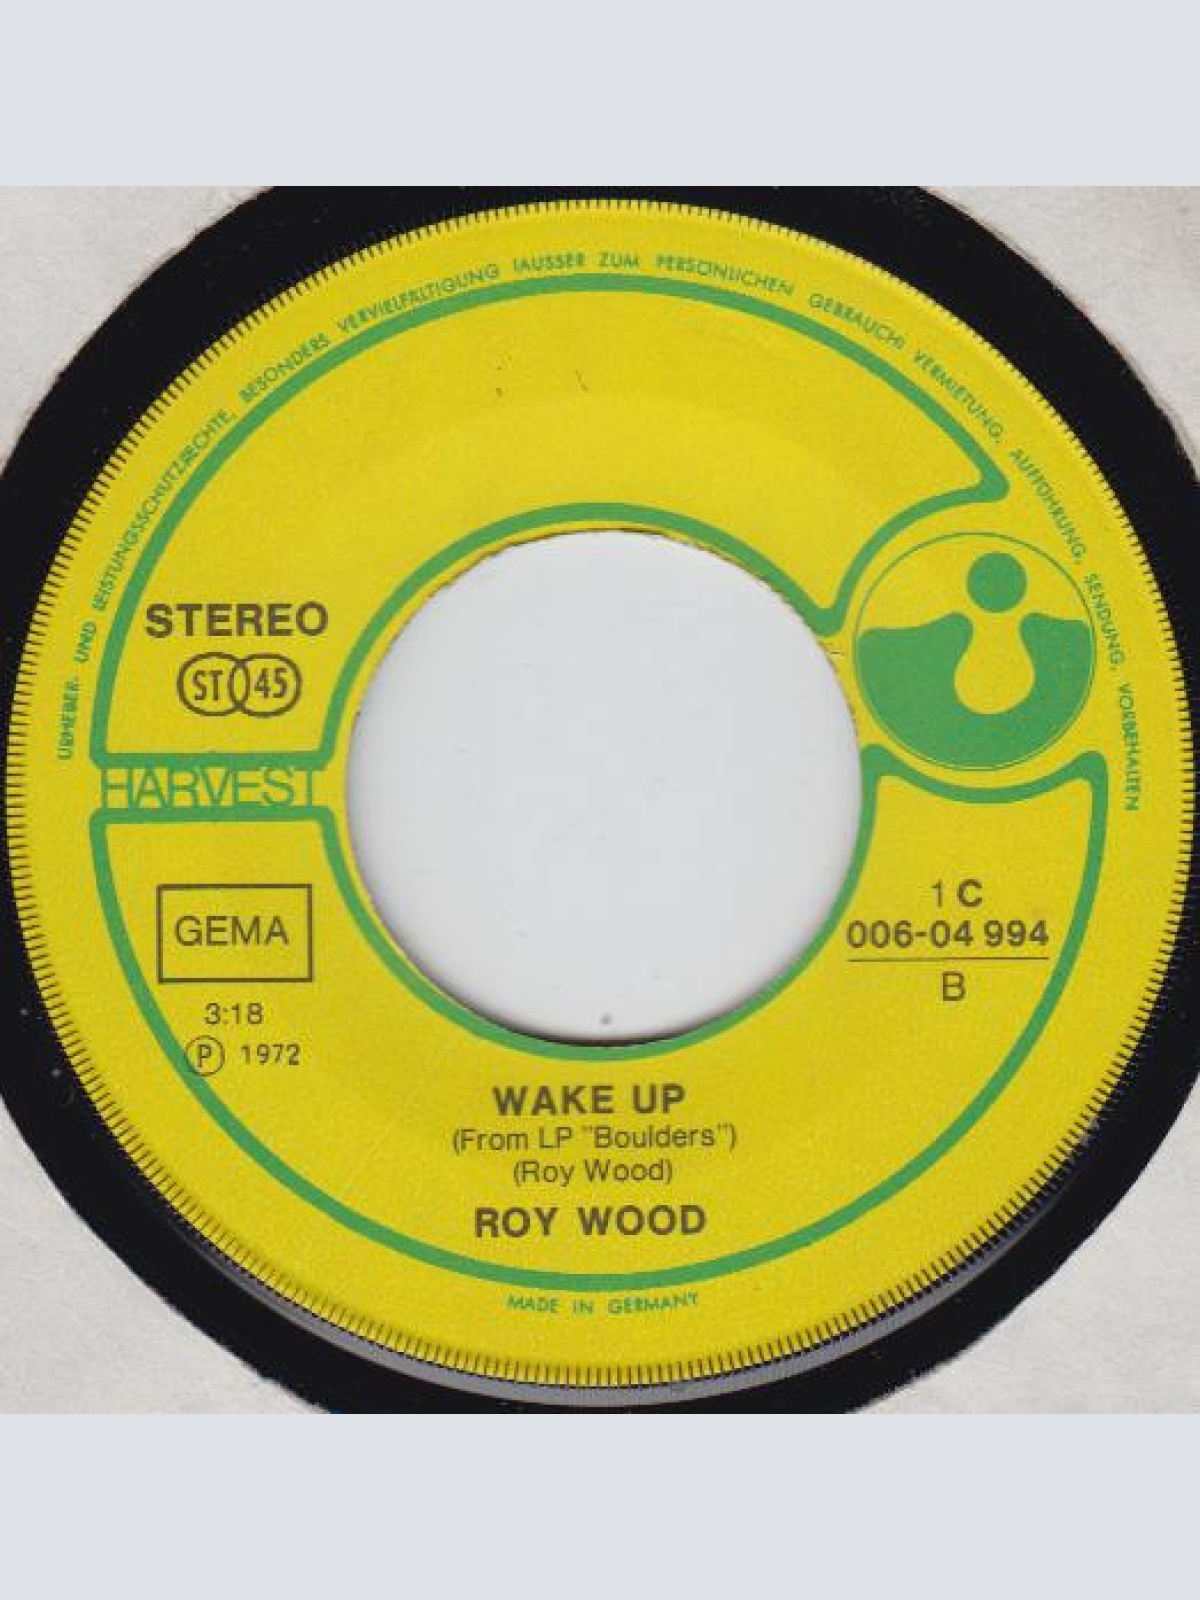 URHEBER- UND LEISTUNGSSCHUTZRECHTE, BESONDERS VERVIELFÄLTIGUNG (AUSSER ZUM PERSÖNLICHEN GEBRAUCH) VERMIETUNG, AUFFÜHRUNG, SENDUNG, VORBEHALTEN
STEREO
ST 45
HARVEST
GEMA
3:18
Ⓟ 1972
1 C
006-04 994
B
WAKE UP
(From LP "Boulders")
(Roy Wood)
ROY WOOD
MADE IN GERMANY